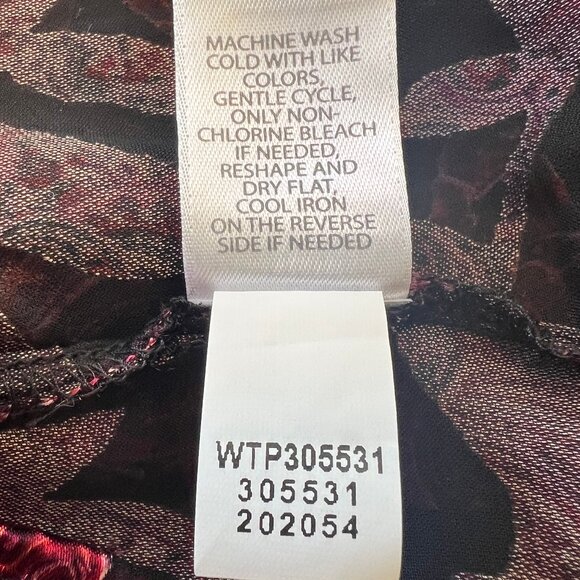 MACHINE WASH
COLD WITH LIKE
COLORS,
GENTLE CYCLE,
ONLY NON-
CHLORINE BLEACH
IF NEEDED,
RESHAPE AND
DRY FLAT,
COOL IRON
ON THE REVERSE
SIDE IF NEEDED
WTP305531
305531
202054